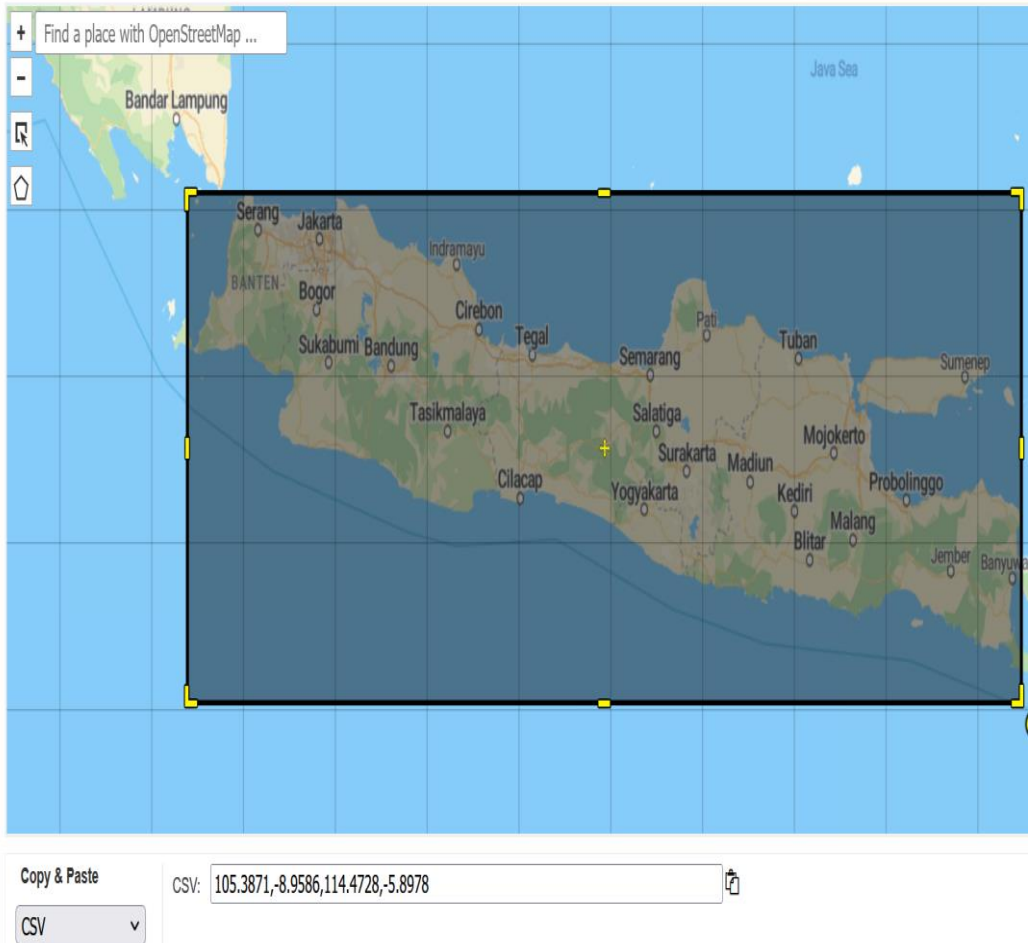 +
Find a place with OpenStreetMap ...
-
Bandar Lampung
Java Sea
Serang
Jakarta
Indramayu
BANTEN
Bogor
Cirebon
Pati
Tegal
Tuban
Sukabumi
Bandung
Semarang
Sumenep
Tasikmalaya
Salatiga
Mojokerto
Surakarta
Madiun
Cilacap
Yogyakarta
Kediri
Probolinggo
Malang
Blitar
Jember
Banyuwa
Copy & Paste
CSV: 105.3871,-8.9586,114.4728,-5.8978
CSV